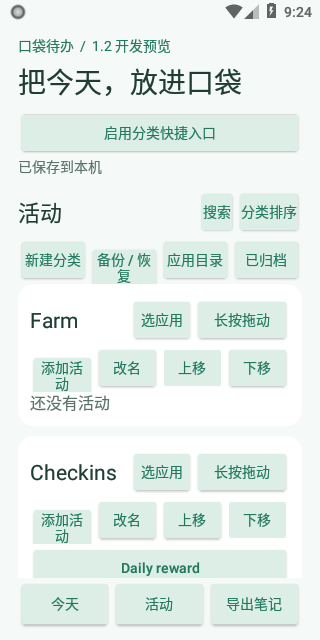 9:24
口袋待办 / 1.2 开发预览
把今天，放进口袋
启用分类快捷入口
已保存到本机
活动
搜索
分类排序
新建分类
备份 / 恢
复
应用目录
已归档
Farm
选应用
长按拖动
添加活
动
改名
上移
下移
还没有活动
Checkins
选应用
长按拖动
添加活
动
改名
上移
下移
Daily reward
今天
活动
导出笔记